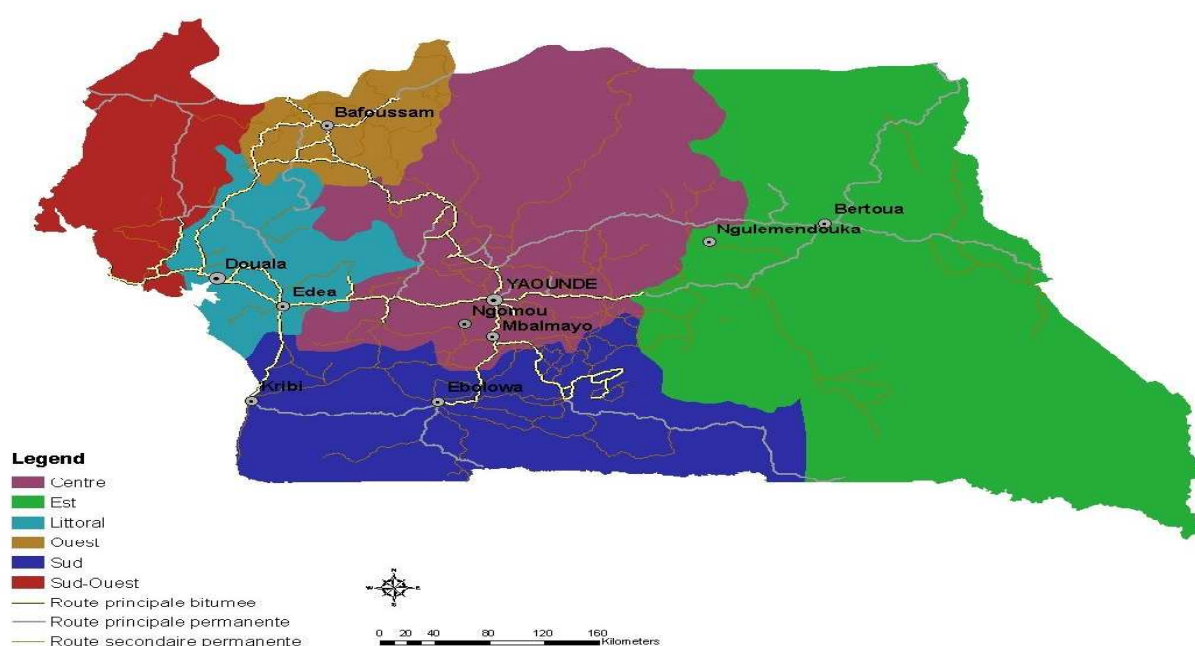 Bafoussam
Bertoua
Ngulemendouka
Douala
Edea
YAOUNDE
Ngomou
Mbalmayo
Kribi
Ebolowa
Legend
Centre
Est
Littoral
Ouest
Sud
Sud-Ouest
Route principale bitumee
Route principale permanente
Route secondaire permanente
N
W E
S
0 20 40 80 120 160
Kilometers